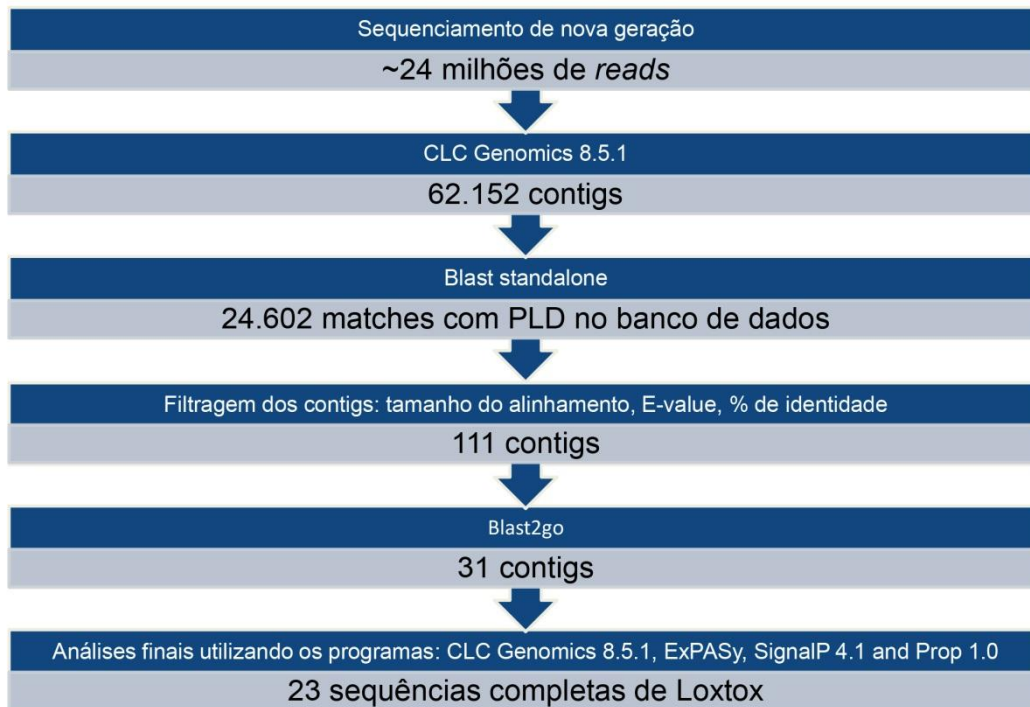 Sequenciamento de nova geração
~24 milhões de reads
CLC Genomics 8.5.1
62.152 contigs
Blast standalone
24.602 matches com PLD no banco de dados
Filtragem dos contigs: tamanho do alinhamento, E-value, % de identidade
111 contigs
Blast2go
31 contigs
Análises finais utilizando os programas: CLC Genomics 8.5.1, ExPASy, SignalP 4.1 and Prop 1.0
23 sequências completas de Loxtox